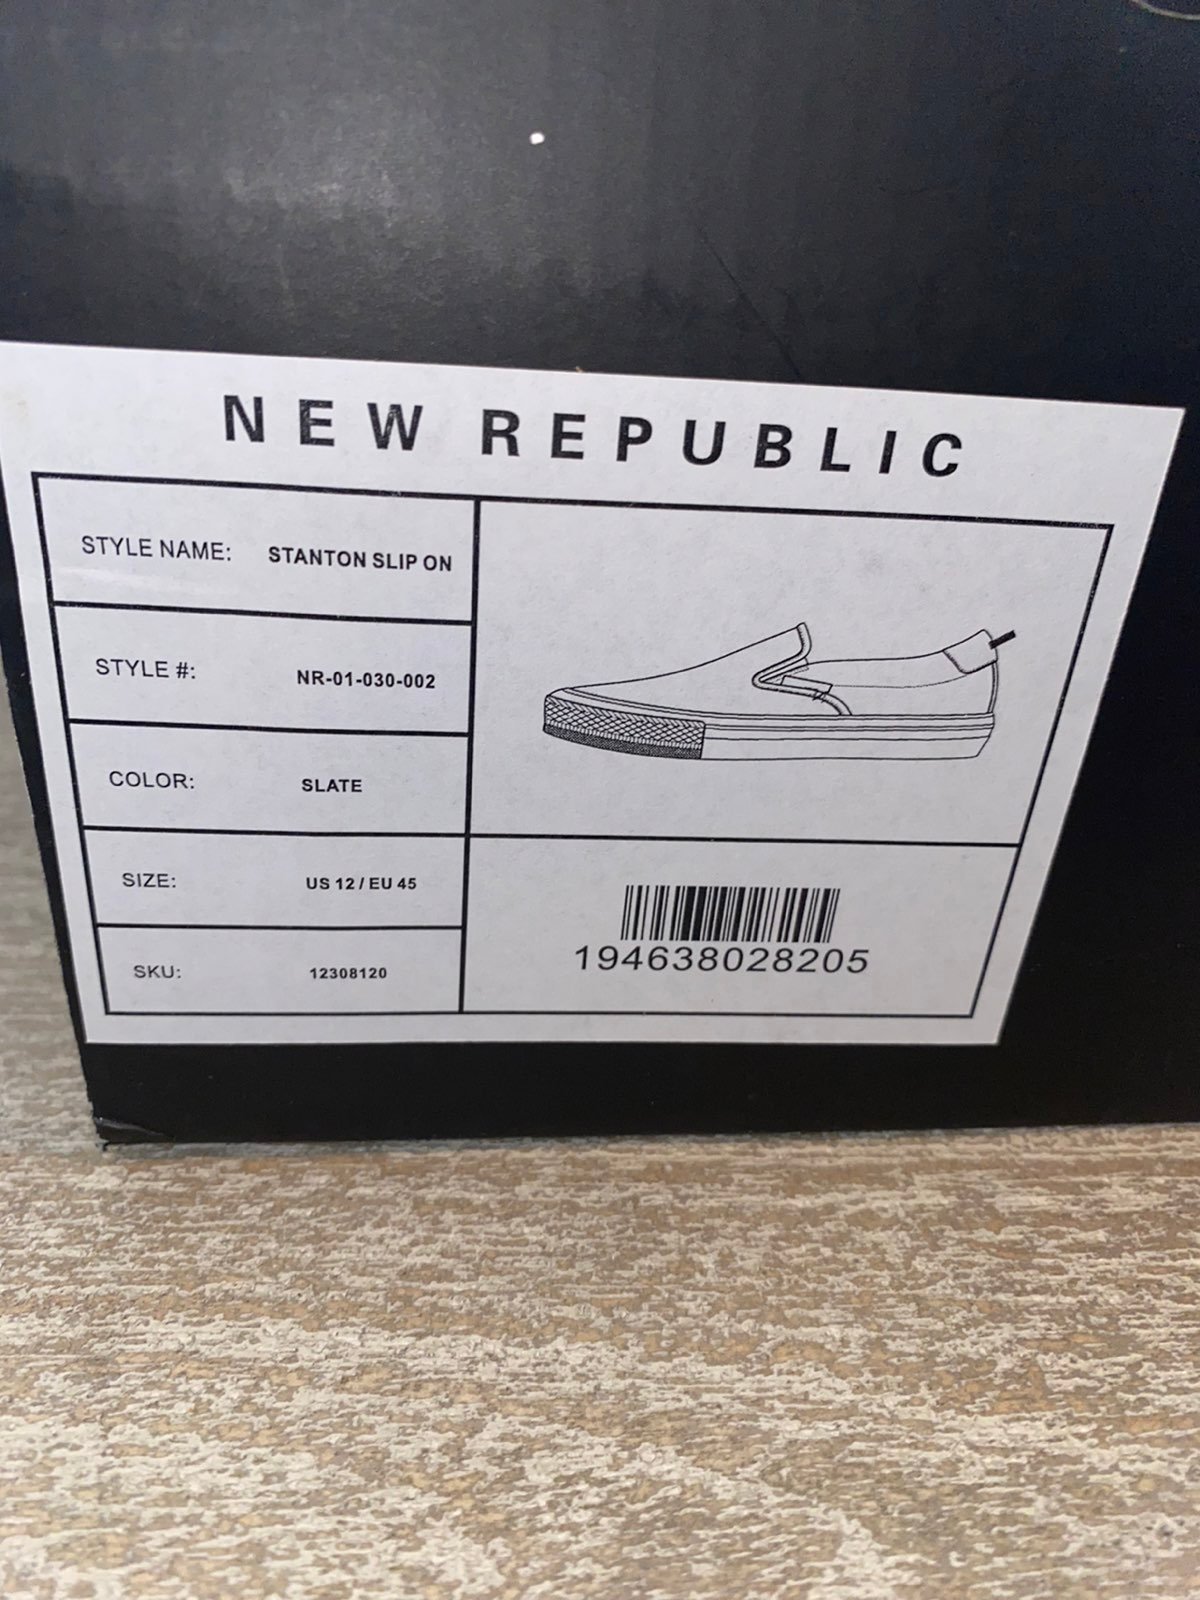 NEW REPUBLIC
STYLE NAME: STANTON SLIP ON
STYLE #: NR-01-030-002
COLOR: SLATE
SIZE: US 12 / EU 45
SKU: 12308120
194638028205